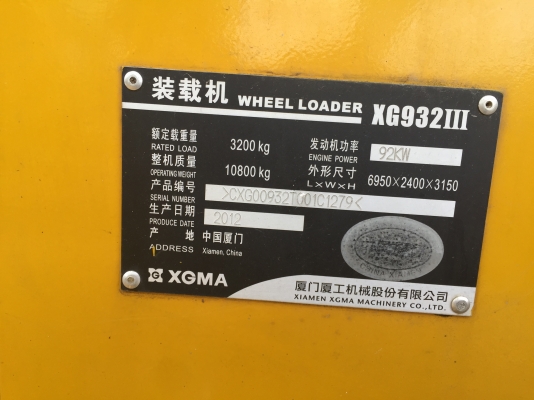 装载机 WHEEL LOADER XG932III
额定载重量 3200 kg 发动机功率 92KW
RATED LOAD ENGINE POWER
整机质量 10800 kg 外形尺寸 6950×2400×3150
OPERATING WEIGHT L×W×H
产品编号 >CXG00932T001C1279<
SERIAL NUMBER
生产日期 2012
PRODUCE DATE
产地 中国厦门
ADDRESS Xiamen, China
XGMA 厦门厦工机械股份有限公司
XIAMEN XGMA MACHINERY CO.,LTD.